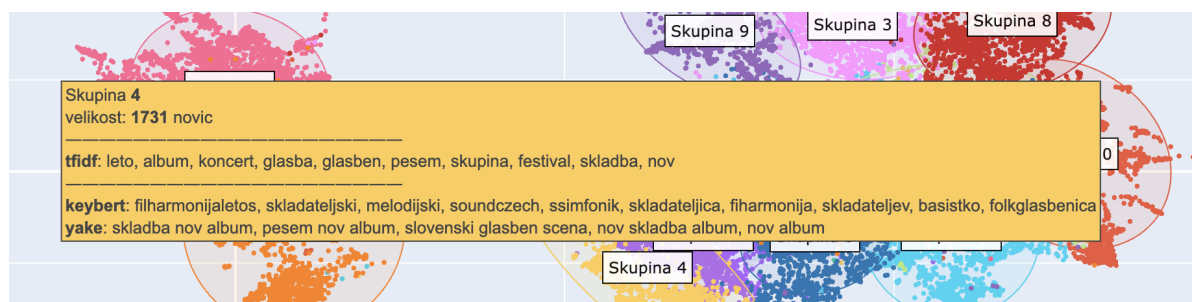 Skupina 9
Skupina 3
Skupina 8
Skupina 4
velikost: 1731 novic
tfidf: leto, album, koncert, glasba, glasben, pesem, skupina, festival, skladba, nov
keybert: filharmonijaletos, skladateljski, melodijski, soundczech, ssimfonik, skladateljica, fiharmonija, skladateljev, basistko, folkglasbenica
yake: skladba nov album, pesem nov album, slovenski glasben scena, nov skladba album, nov album
0
Skupina 4